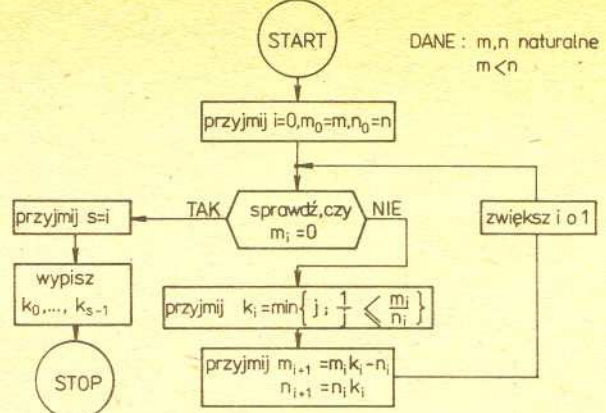 START
DANE : m,n naturalne
m<n
przyjmij i=0,m₀=m,n₀=n
sprawdź,czy
mᵢ =0
TAK
NIE
przyjmij s=i
wypisz
k₀,..., kₛ₋₁
STOP
zwiększ i o 1
przyjmij kᵢ=min{ j ; 1/j ⩽ mᵢ/nᵢ }
przyjmij mᵢ₊₁ =mᵢkᵢ-nᵢ
nᵢ₊₁ =nᵢkᵢ